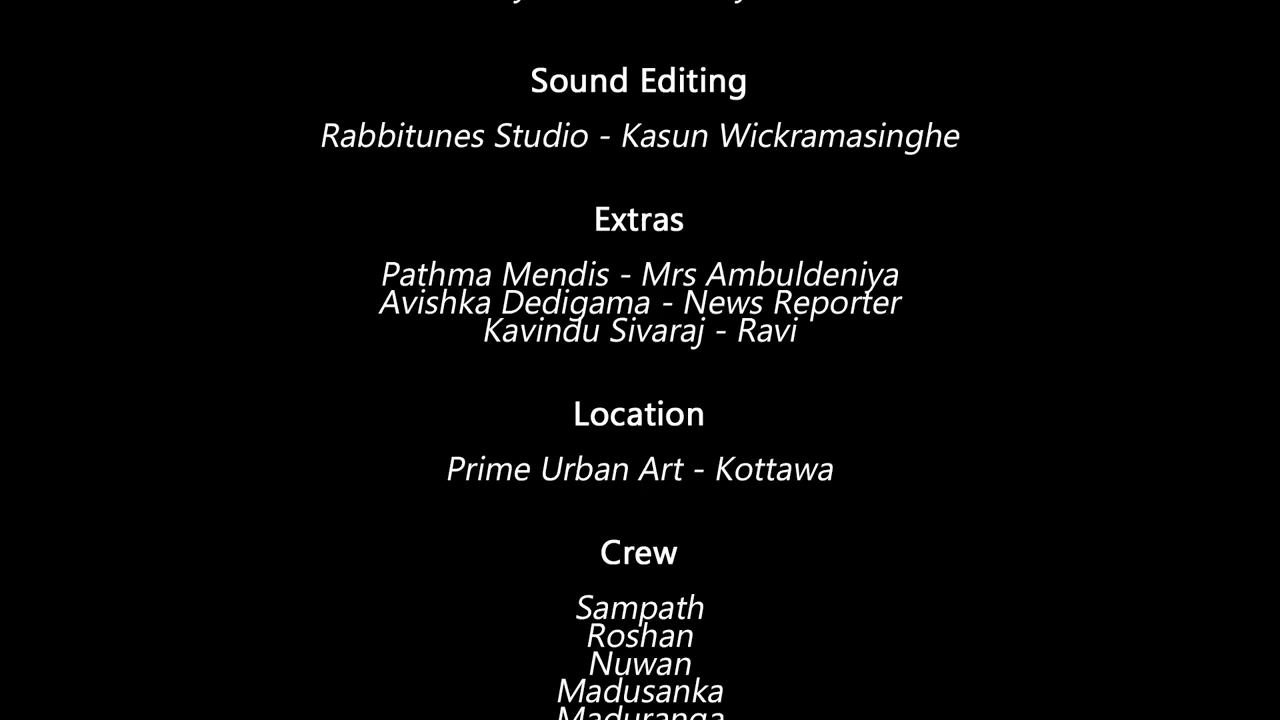 Sound Editing
Rabbitunes Studio - Kasun Wickramasinghe
Extras
Pathma Mendis - Mrs Ambuldeniya
Avishka Dedigama - News Reporter
Kavindu Sivaraj - Ravi
Location
Prime Urban Art - Kottawa
Crew
Sampath
Roshan
Nuwan
Madusanka
Maduranga